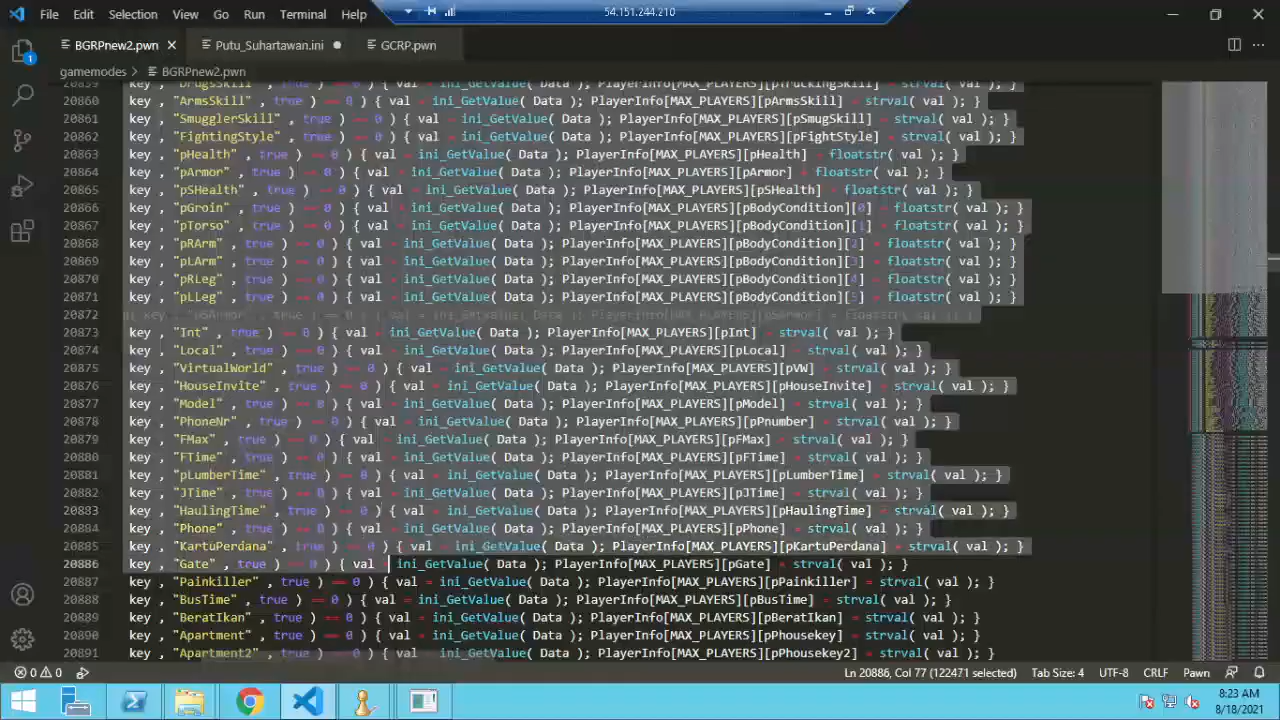 File Edit Selection View Go Run Terminal Help 54.151.244.210
BGRPnew2.pwn Putu_Suhartawan.ini GCRP.pwn
gamemodes > BGRPnew2.pwn
20859 key , "DrugsSkill" , true ) == 0 ) { val = ini_GetValue( Data ); PlayerInfo[MAX_PLAYERS][pTruckingSkill] = strval( val ); }
20860 key , "ArmsSkill" , true ) == 0 ) { val = ini_GetValue( Data ); PlayerInfo[MAX_PLAYERS][pArmsSkill] = strval( val ); }
20861 key , "SmugglerSkill" , true ) == 0 ) { val = ini_GetValue( Data ); PlayerInfo[MAX_PLAYERS][pSmugSkill] = strval( val ); }
20862 key , "FightingStyle" , true ) == 0 ) { val = ini_GetValue( Data ); PlayerInfo[MAX_PLAYERS][pFightStyle] = strval( val ); }
20863 key , "pHealth" , true ) == 0 ) { val = ini_GetValue( Data ); PlayerInfo[MAX_PLAYERS][pHealth] = floatstr( val ); }
20864 key , "pArmor" , true ) == 0 ) { val = ini_GetValue( Data ); PlayerInfo[MAX_PLAYERS][pArmor] = floatstr( val ); }
20865 key , "pSHealth" , true ) == 0 ) { val = ini_GetValue( Data ); PlayerInfo[MAX_PLAYERS][pSHealth] = floatstr( val ); }
20866 key , "pGroin" , true ) == 0 ) { val = ini_GetValue( Data ); PlayerInfo[MAX_PLAYERS][pBodyCondition][0] = floatstr( val ); }
20867 key , "pTorso" , true ) == 0 ) { val = ini_GetValue( Data ); PlayerInfo[MAX_PLAYERS][pBodyCondition][1] = floatstr( val ); }
20868 key , "pRArm" , true ) == 0 ) { val = ini_GetValue( Data ); PlayerInfo[MAX_PLAYERS][pBodyCondition][2] = floatstr( val ); }
20869 key , "pLArm" , true ) == 0 ) { val = ini_GetValue( Data ); PlayerInfo[MAX_PLAYERS][pBodyCondition][3] = floatstr( val ); }
20870 key , "pRLeg" , true ) == 0 ) { val = ini_GetValue( Data ); PlayerInfo[MAX_PLAYERS][pBodyCondition][4] = floatstr( val ); }
20871 key , "pLLeg" , true ) == 0 ) { val = ini_GetValue( Data ); PlayerInfo[MAX_PLAYERS][pBodyCondition][5] = floatstr( val ); }
20872
20873 key , "Int" , true ) == 0 ) { val = ini_GetValue( Data ); PlayerInfo[MAX_PLAYERS][pInt] = strval( val ); }
20874 key , "Local" , true ) == 0 ) { val = ini_GetValue( Data ); PlayerInfo[MAX_PLAYERS][pLocal] = strval( val ); }
20875 key , "VirtualWorld" , true ) == 0 ) { val = ini_GetValue( Data ); PlayerInfo[MAX_PLAYERS][pVW] = strval( val ); }
20876 key , "HouseInvite" , true ) == 0 ) { val = ini_GetValue( Data ); PlayerInfo[MAX_PLAYERS][pHouseInvite] = strval( val ); }
20877 key , "Model" , true ) == 0 ) { val = ini_GetValue( Data ); PlayerInfo[MAX_PLAYERS][pModel] = strval( val ); }
20878 key , "PhoneNr" , true ) == 0 ) { val = ini_GetValue( Data ); PlayerInfo[MAX_PLAYERS][pPnumber] = strval( val ); }
20879 key , "FMax" , true ) == 0 ) { val = ini_GetValue( Data ); PlayerInfo[MAX_PLAYERS][pFMax] = strval( val ); }
20880 key , "FTime" , true ) == 0 ) { val = ini_GetValue( Data ); PlayerInfo[MAX_PLAYERS][pFTime] = strval( val ); }
20881 key , "pLumberTime" , true ) == 0 ) { val = ini_GetValue( Data ); PlayerInfo[MAX_PLAYERS][pLumberTime] = strval( val ); }
20882 key , "JTime" , true ) == 0 ) { val = ini_GetValue( Data ); PlayerInfo[MAX_PLAYERS][pJTime] = strval( val ); }
20883 key , "HaulingTime" , true ) == 0 ) { val = ini_GetValue( Data ); PlayerInfo[MAX_PLAYERS][pHaulingTime] = strval( val ); }
20884 key , "Phone" , true ) == 0 ) { val = ini_GetValue( Data ); PlayerInfo[MAX_PLAYERS][pPhone] = strval( val ); }
20885 key , "KartuPerdana" , true ) == 0 ) { val = ini_GetValue( Data ); PlayerInfo[MAX_PLAYERS][pKartuPerdana] = strval( val ); }
20886 key , "Gate" , true ) == 0 ) { val = ini_GetValue( Data ); PlayerInfo[MAX_PLAYERS][pGate] = strval( val ); }
20887 key , "Painkiller" , true ) == 0 ) { val = ini_GetValue( Data ); PlayerInfo[MAX_PLAYERS][pPainkiller] = strval( val );
20888 key , "BusTime" , true ) == 0 ) { val = ini_GetValue( Data ); PlayerInfo[MAX_PLAYERS][pBusTime] = strval( val );
20889 key , "BeratIkan" , true ) == 0 ) { val = ini_GetValue( Data ); PlayerInfo[MAX_PLAYERS][pBeratIkan] = strval( val );
20890 key , "Apartment" , true ) == 0 ) { val = ini_GetValue( Data ); PlayerInfo[MAX_PLAYERS][pPhousekey] = strval( val );
20891 key , "Apartment2" , true ) == 0 ) { val = ini_GetValue( Data ); PlayerInfo[MAX_PLAYERS][pPhousekey2] = strval( val );
0 0 Ln 20886, Col 77 (122471 selected) Tab Size: 4 UTF-8 CRLF Pawn
8:23 AM
8/18/2021